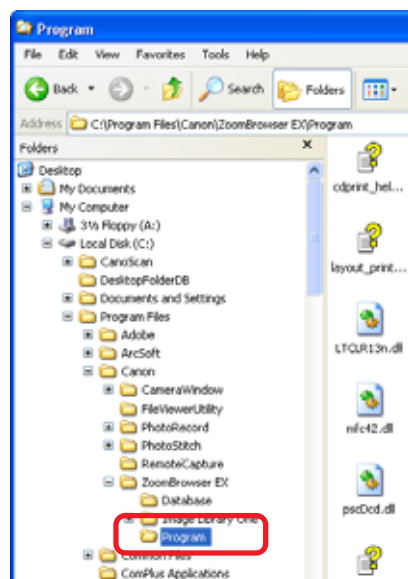 Program
File Edit View Favorites Tools Help
Back Search Folders
Address C:\Program Files\Canon\ZoomBrowser EX\Program
Folders x
Desktop
My Documents
My Computer
3½ Floppy (A:)
Local Disk (C:)
CanoScan
DesktopFolderDB
Documents and Settings
Program Files
Adobe
ArcSoft
Canon
CameraWindow
FileViewerUtility
PhotoRecord
PhotoStitch
RemoteCapture
ZoomBrowser EX
Database
Image Library One
Program
Common Files
ComPlus Applications
cdprint_hel...
layout_print...
LTCLR13n.dll
mfc42.dll
pscDcd.dll